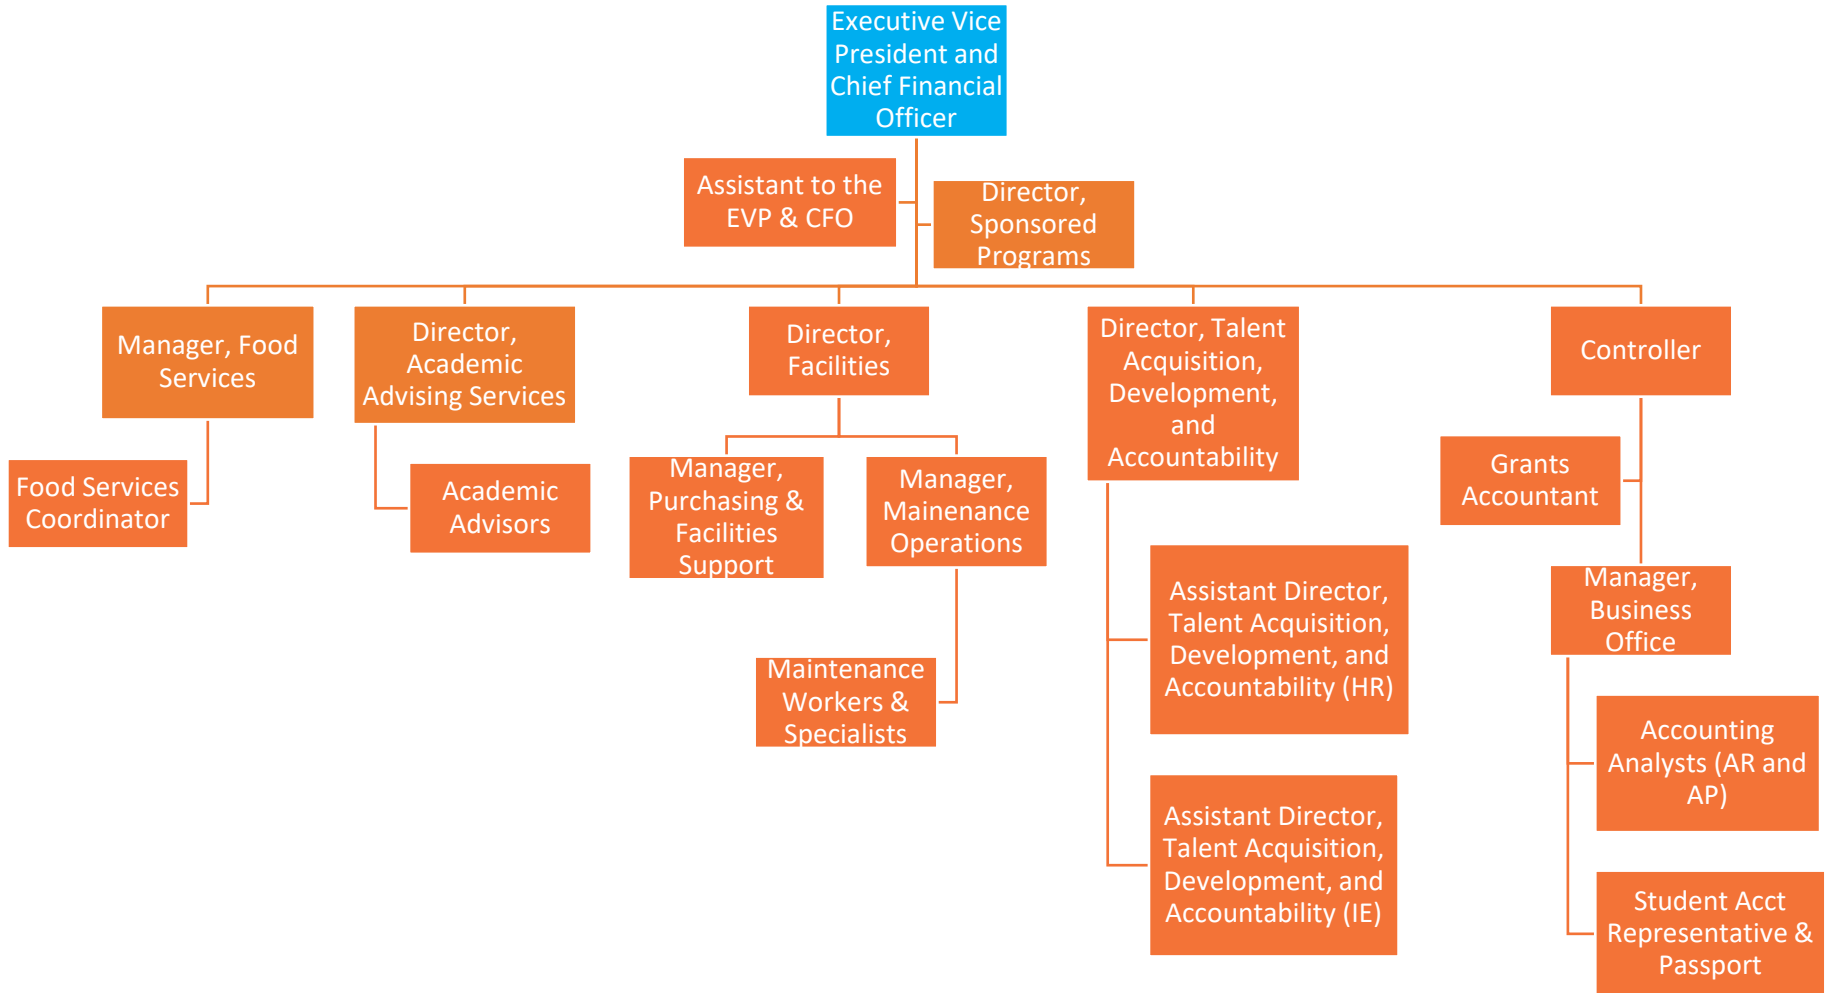 Executive Vice
President and
Chief Financial
Officer
Assistant to the
EVP & CFO
Director,
Sponsored
Programs
Manager, Food
Services
Director,
Academic
Advising Services
Director,
Facilities
Director, Talent
Acquisition,
Development,
and
Accountability
Controller
Food Services
Coordinator
Academic
Advisors
Manager,
Purchasing &
Facilities
Support
Manager,
Mainenance
Operations
Maintenance
Workers &
Specialists
Assistant Director,
Talent Acquisition,
Development, and
Accountability (HR)
Assistant Director,
Talent Acquisition,
Development, and
Accountability (IE)
Grants
Accountant
Manager,
Business
Office
Accounting
Analysts (AR and
AP)
Student Acct
Representative &
Passport